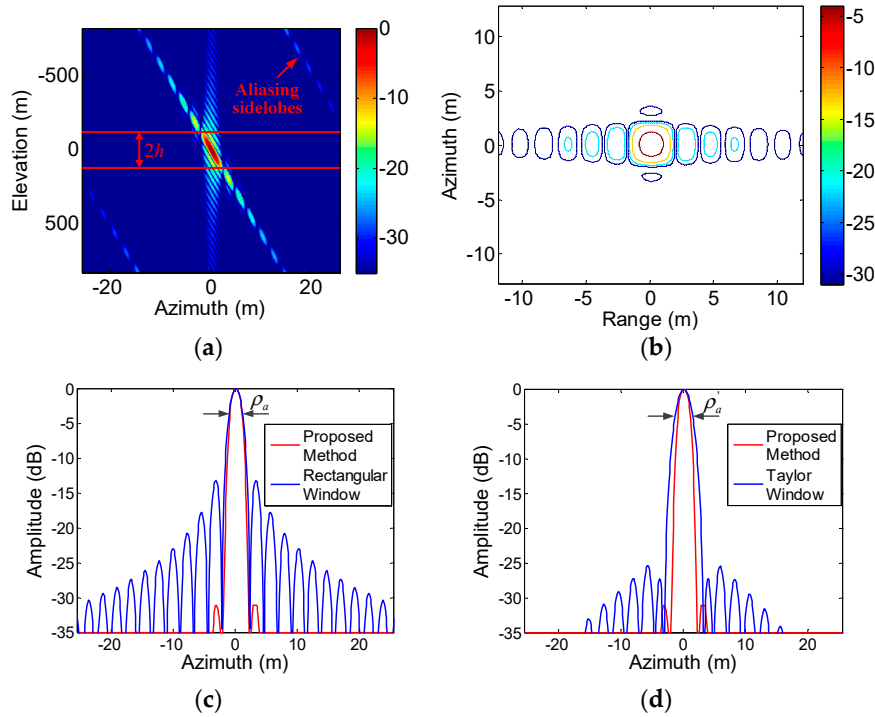 Elevation (m)
-500
0
500
Aliasing
sidelobes
2h
-20
0
20
Azimuth (m)
0
-10
-20
-30
(a)
Azimuth (m)
10
5
0
-5
-10
-10
-5
0
5
10
Range (m)
-5
-10
-15
-20
-25
-30
(b)
Amplitude (dB)
0
-5
-10
-15
-20
-25
-30
-35
ρa
Proposed
Method
Rectangular
Window
-20
-10
0
10
20
Azimuth (m)
(c)
Amplitude (dB)
0
-5
-10
-15
-20
-25
-30
-35
ρ'a
Proposed
Method
Taylor
Window
-20
-10
0
10
20
Azimuth (m)
(d)